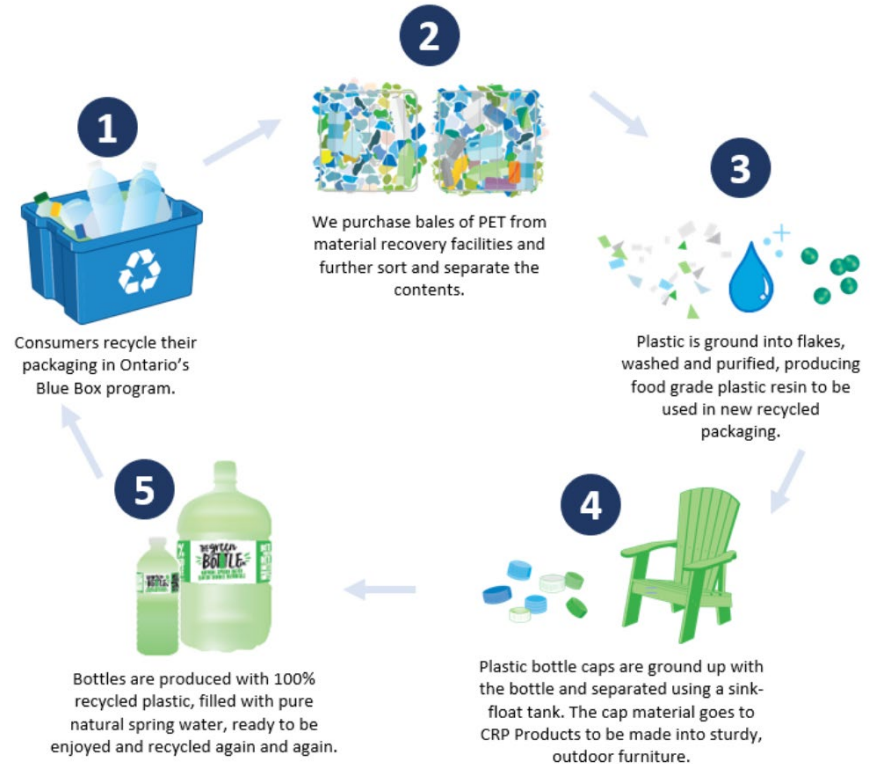 1
Consumers recycle their
packaging in Ontario's
Blue Box program.
2
We purchase bales of PET from
material recovery facilities and
further sort and separate the
contents.
3
Plastic is ground into flakes,
washed and purified, producing
food grade plastic resin to be
used in new recycled
packaging.
4
Plastic bottle caps are ground up with
the bottle and separated using a sink-
float tank. The cap material goes to
CRP Products to be made into sturdy,
outdoor furniture.
5
THE green
BOTTLE
Bottles are produced with 100%
recycled plastic, filled with pure
natural spring water, ready to be
enjoyed and recycled again and again.